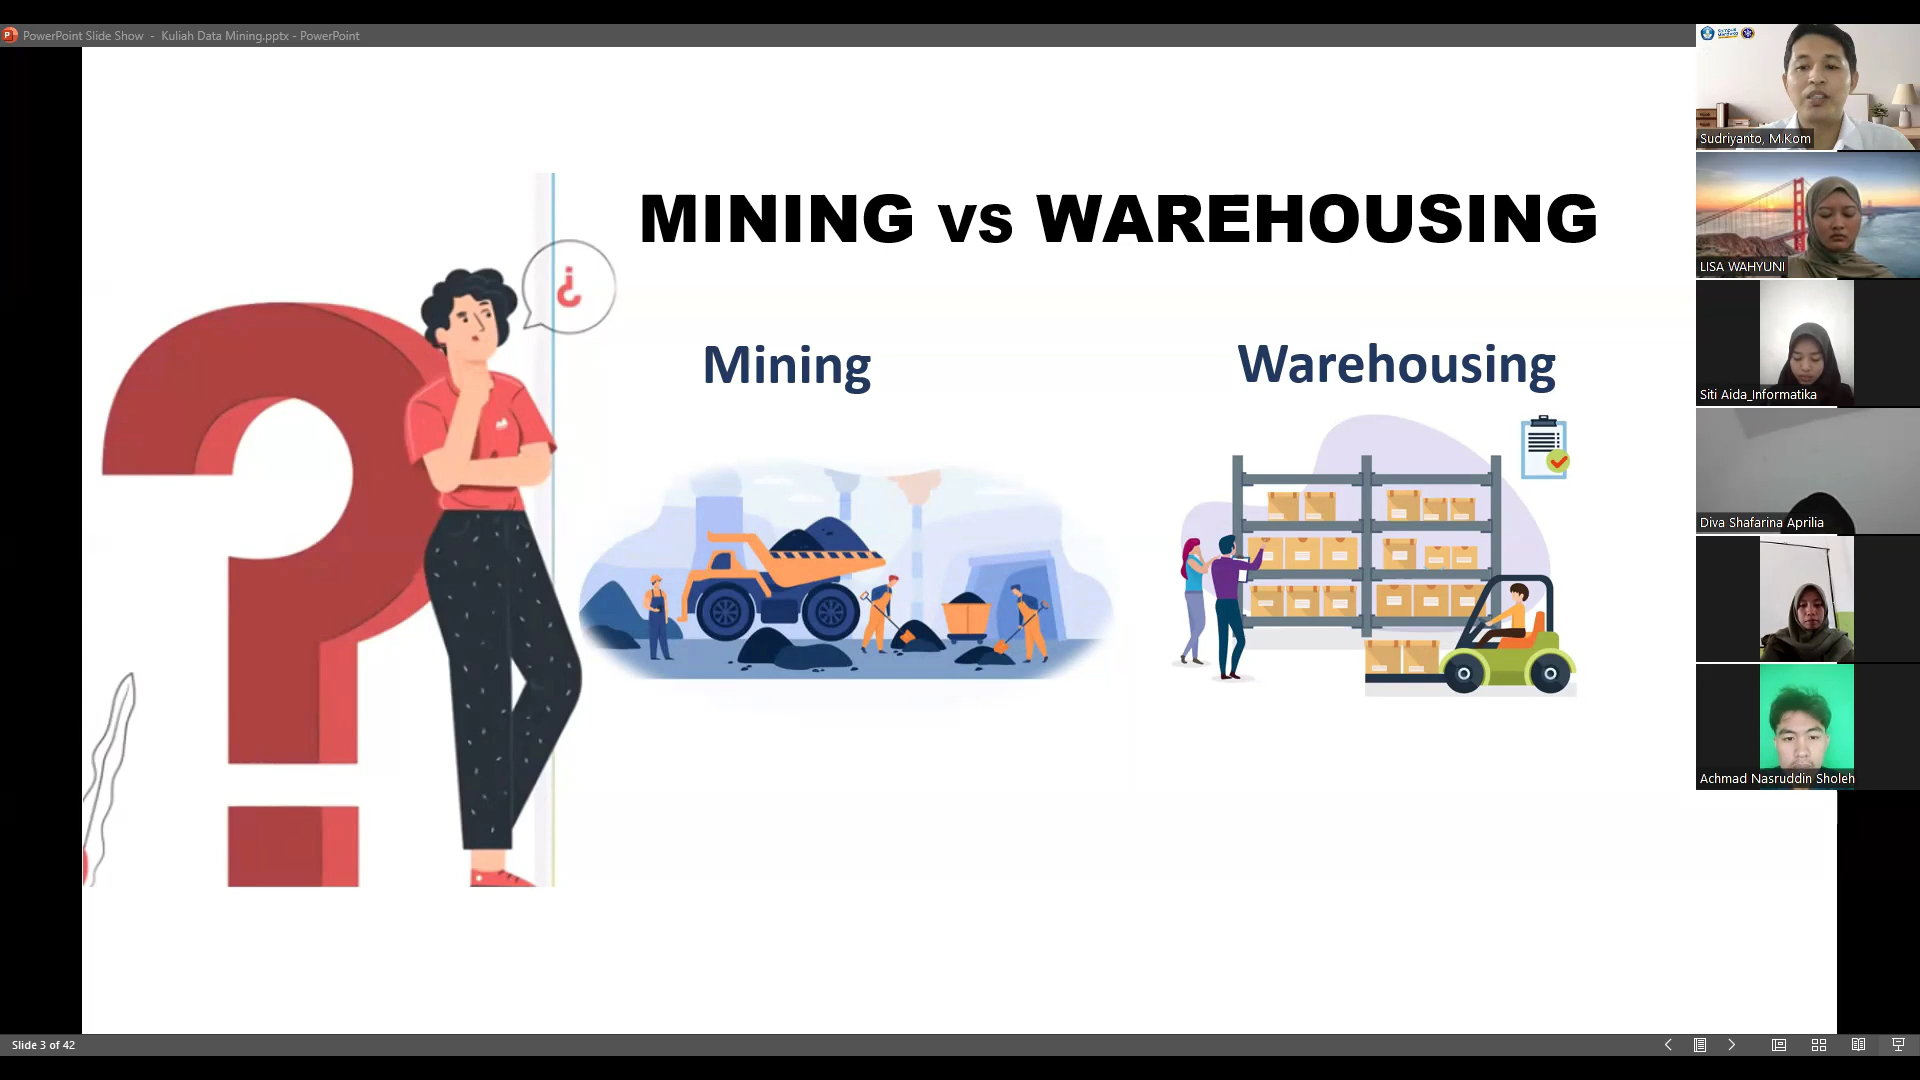 PowerPoint Slide Show - Kuliah Data Mining.pptx - PowerPoint
MINING VS WAREHOUSING
¿
Mining
Warehousing
Sudriyanto, M.Kom
LISA WAHYUNI
Siti Aida_Informatika
Diva Shafarina Aprilia
Achmad Nasruddin Sholeh
Slide 3 of 42